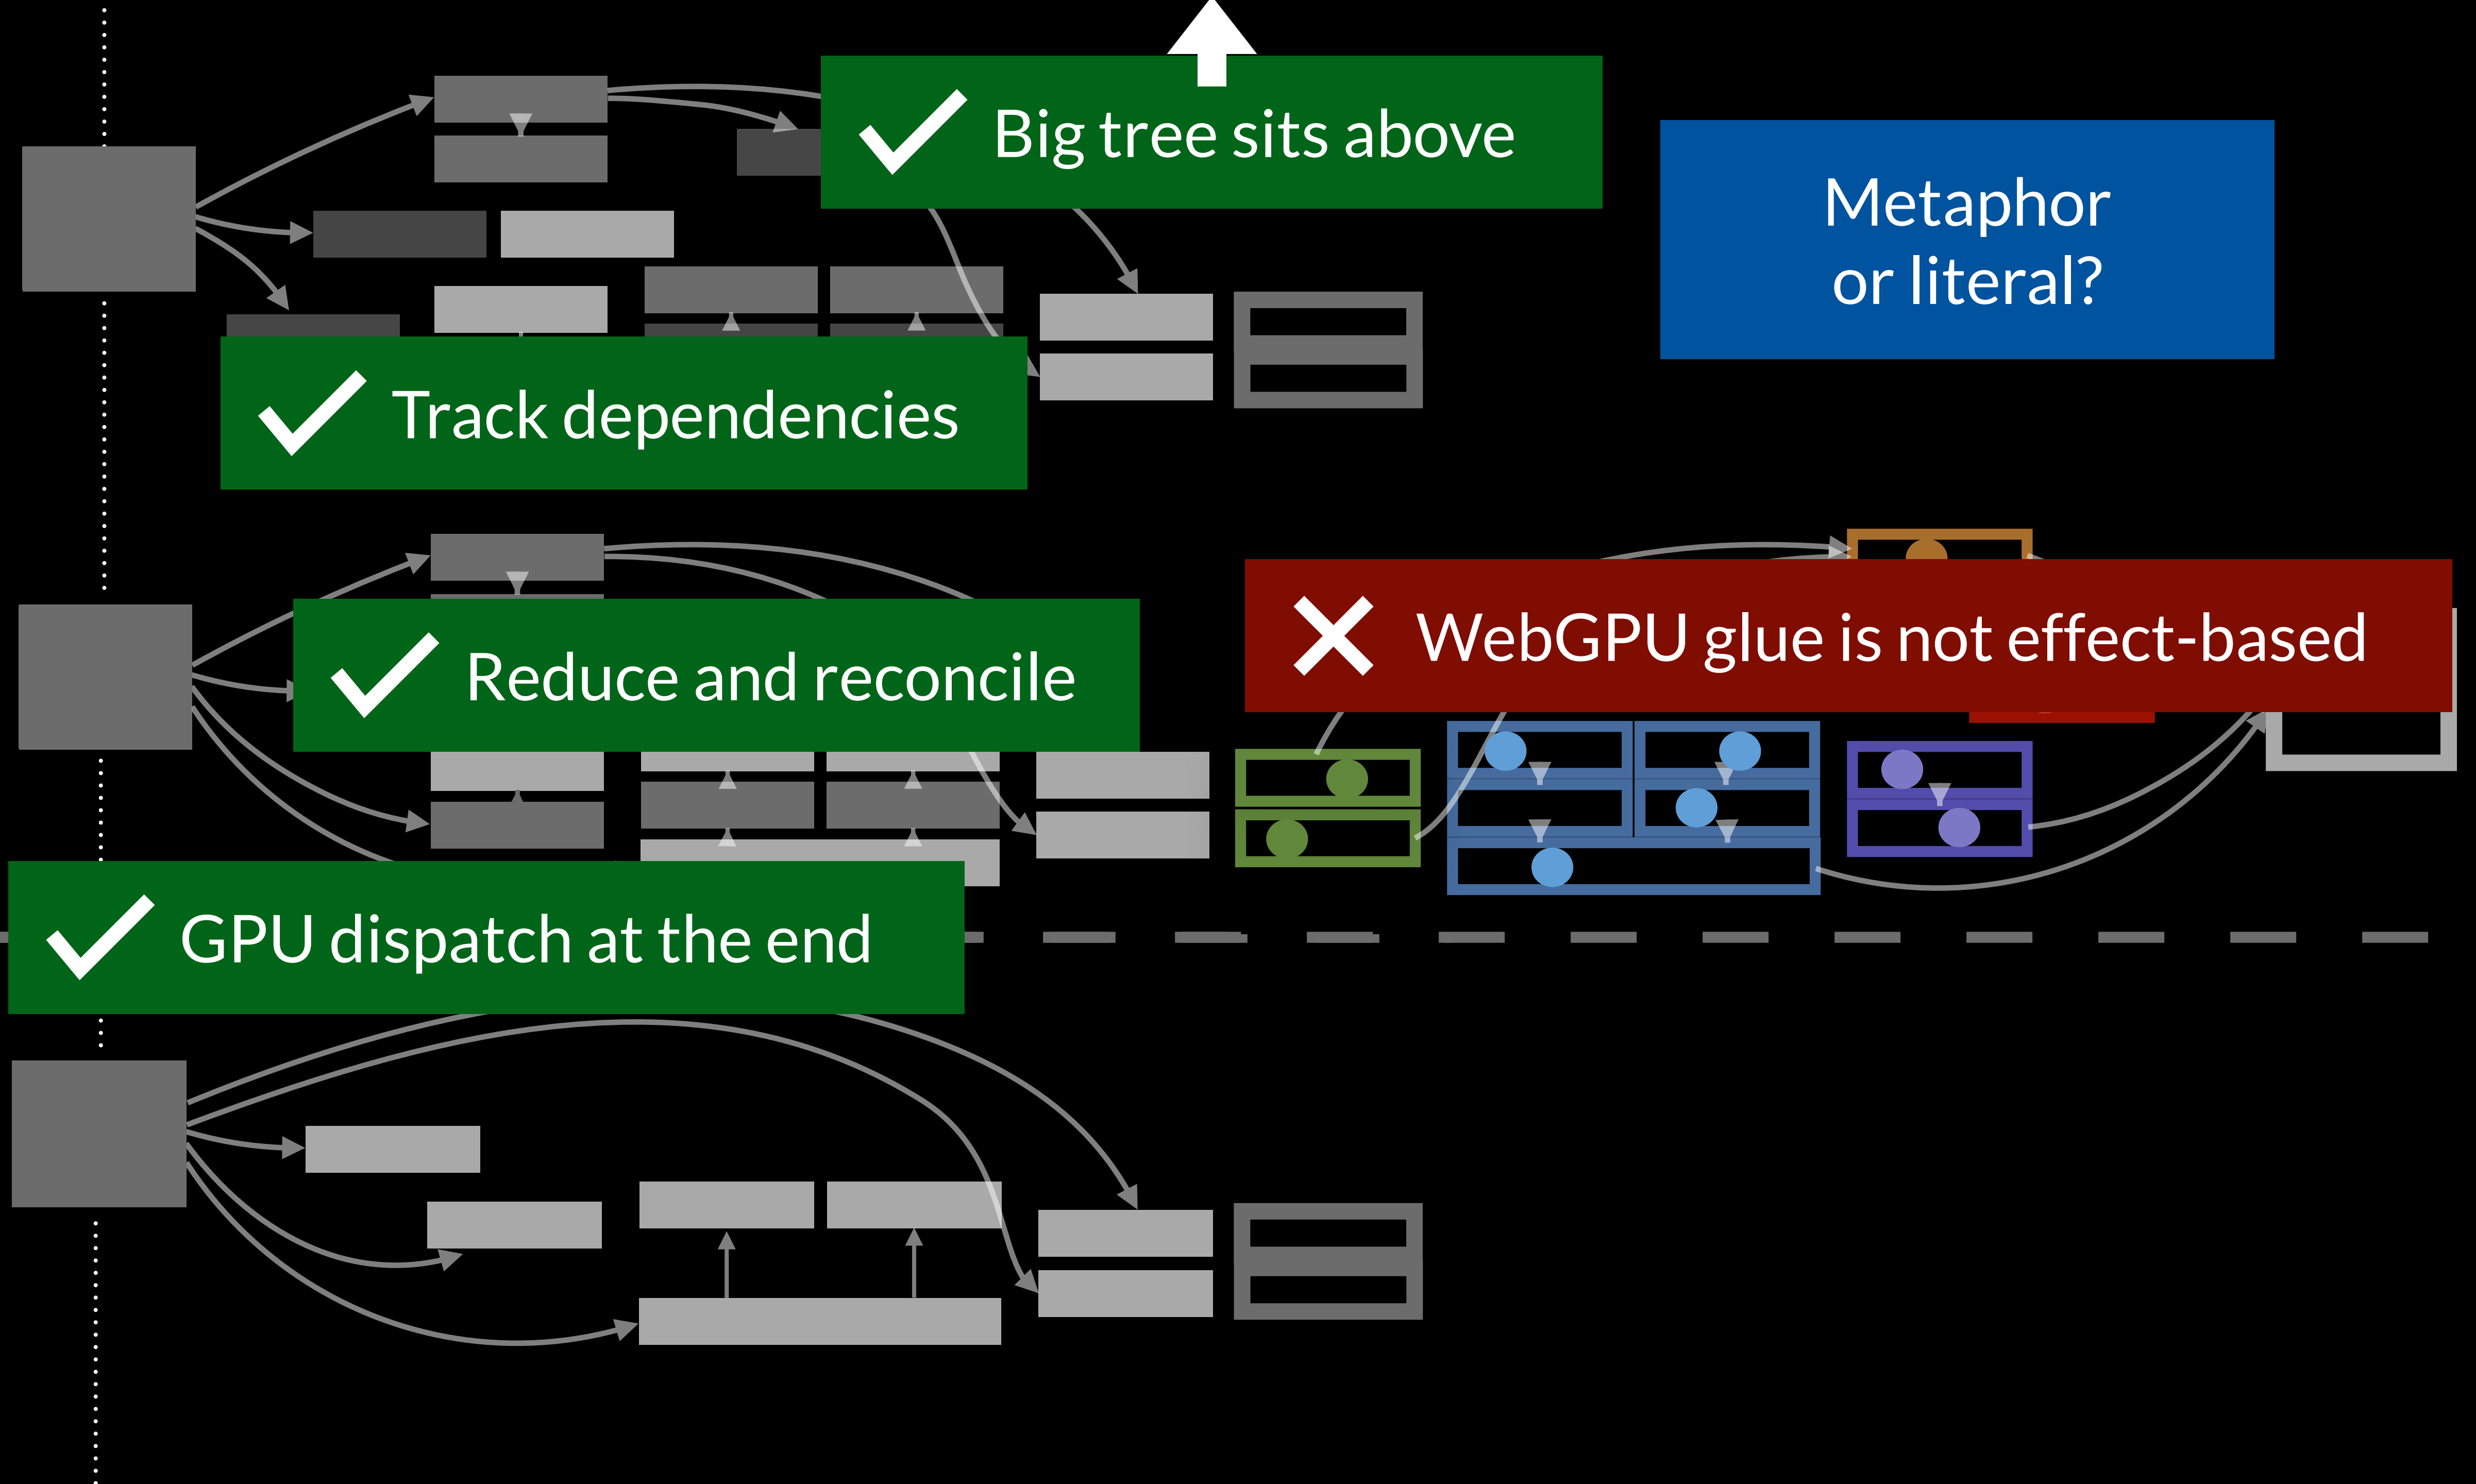 Big tree sits above
Metaphor
or literal?
Track dependencies
Reduce and reconcile
WebGPU glue is not effect-based
GPU dispatch at the end